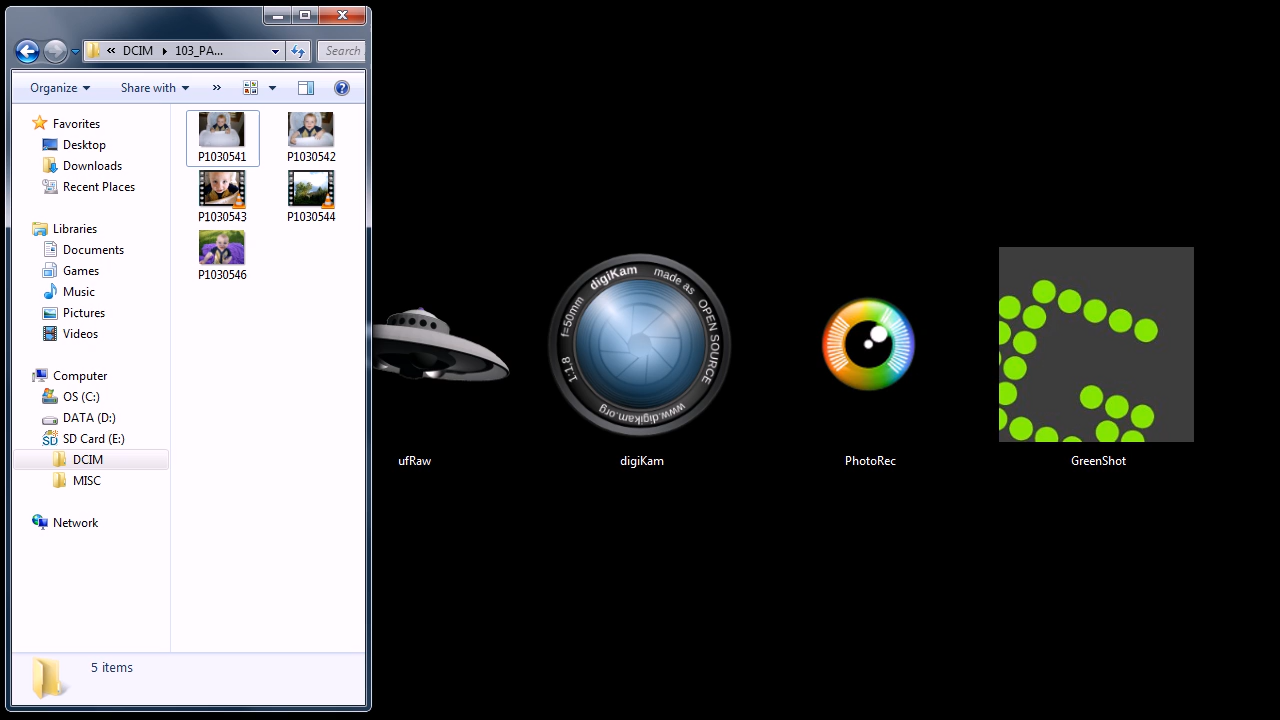 « DCIM 103_PA...
Search
Organize Share with »
Favorites
Desktop
Downloads
Recent Places
Libraries
Documents
Games
Music
Pictures
Videos
Computer
OS (C:)
DATA (D:)
SD Card (E:)
DCIM
MISC
Network
P1030541 P1030542
P1030543 P1030544
P1030546
5 items
digiKam made as OPEN SOURCE
f=50mm
1:1.8
www.digikam.org
ufRaw
digiKam
PhotoRec
GreenShot